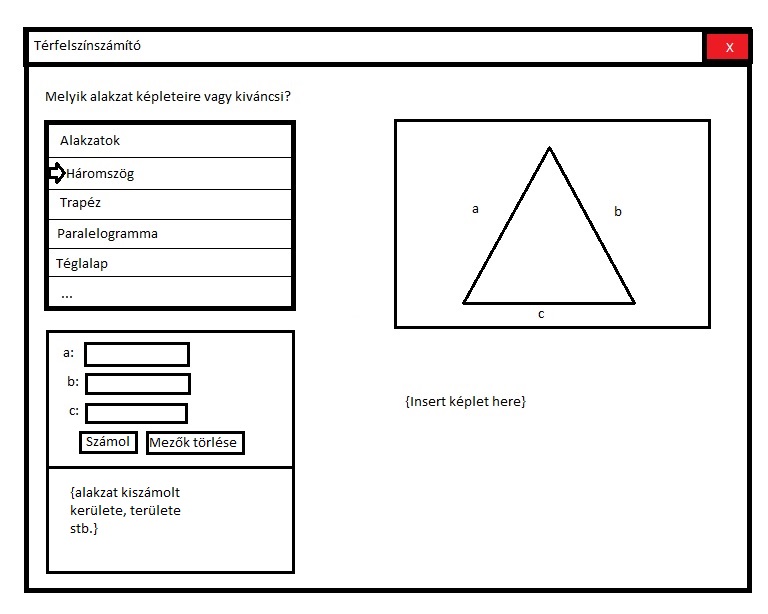 Térfelszínszámító
X
Melyik alakzat képleteire vagy kiváncsi?
Alakzatok
Háromszög
Trapéz
Paralelogramma
Téglalap
...
a
b
c
a:
b:
c:
Számol Mezők törlése
{Insert képlet here}
{alakzat kiszámolt
kerülete, területe
stb.}